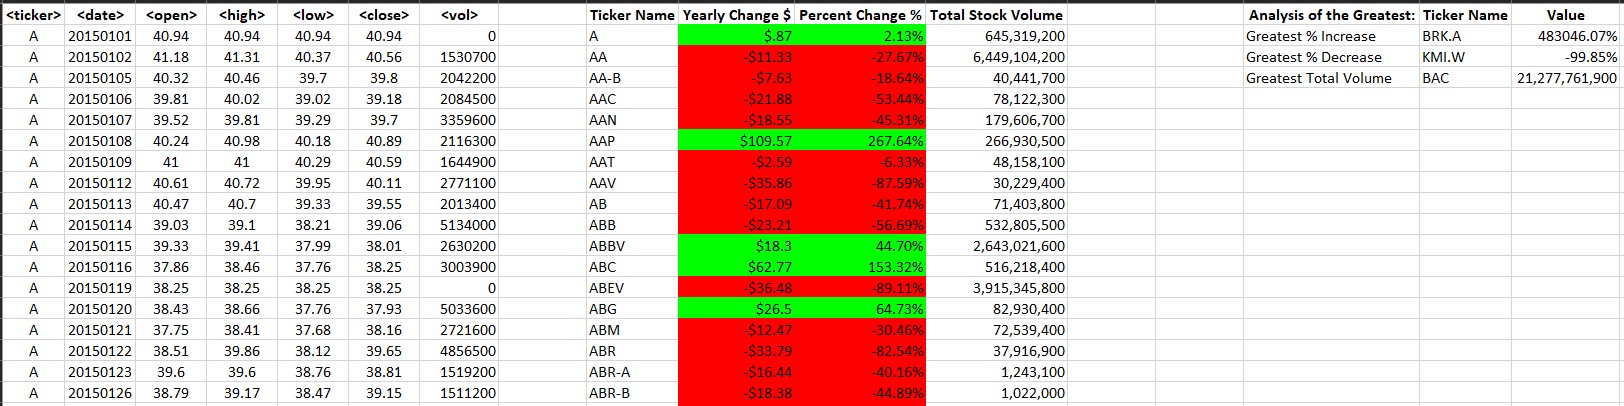 <ticker> <date> <open> <high> <low> <close> <vol> Ticker Name Yearly Change $ Percent Change % Total Stock Volume Analysis of the Greatest: Ticker Name Value
A 20150101 40.94 40.94 40.94 40.94 0 A $.87 2.13% 645,319,200 Greatest % Increase BRK.A 483046.07%
A 20150102 41.18 41.31 40.37 40.56 1530700 AA -$11.33 -27.67% 6,449,104,200 Greatest % Decrease KMI.W -99.85%
A 20150105 40.32 40.46 39.7 39.8 2042200 AA-B -$7.63 -18.64% 40,441,700 Greatest Total Volume BAC 21,277,761,900
A 20150106 39.81 40.02 39.02 39.18 2084500 AAC -$21.88 -53.44% 78,122,300
A 20150107 39.52 39.81 39.29 39.7 3359600 AAN -$18.55 -45.31% 179,606,700
A 20150108 40.24 40.98 40.18 40.89 2116300 AAP $109.57 267.64% 266,930,500
A 20150109 41 41 40.29 40.59 1644900 AAT -$2.59 -6.33% 48,158,100
A 20150112 40.61 40.72 39.95 40.11 2771100 AAV -$35.86 -87.59% 30,229,400
A 20150113 40.47 40.7 39.33 39.55 2013400 AB -$17.09 -41.74% 71,403,800
A 20150114 39.03 39.1 38.21 39.06 5134000 ABB -$23.21 -56.69% 532,805,500
A 20150115 39.33 39.41 37.99 38.01 2630200 ABBV $18.3 44.70% 2,643,021,600
A 20150116 37.86 38.46 37.76 38.25 3003900 ABC $62.77 153.32% 516,218,400
A 20150119 38.25 38.25 38.25 38.25 0 ABEV -$36.48 -89.11% 3,915,345,800
A 20150120 38.43 38.66 37.76 37.93 5033600 ABG $26.5 64.73% 82,930,400
A 20150121 37.75 38.41 37.68 38.16 2721600 ABM -$12.47 -30.46% 72,539,400
A 20150122 38.51 39.86 38.12 39.65 4856500 ABR -$33.79 -82.54% 37,916,900
A 20150123 39.6 39.6 38.76 38.81 1519200 ABR-A -$16.44 -40.16% 1,243,100
A 20150126 38.79 39.17 38.47 39.15 1511200 ABR-B -$18.38 -44.89% 1,022,000